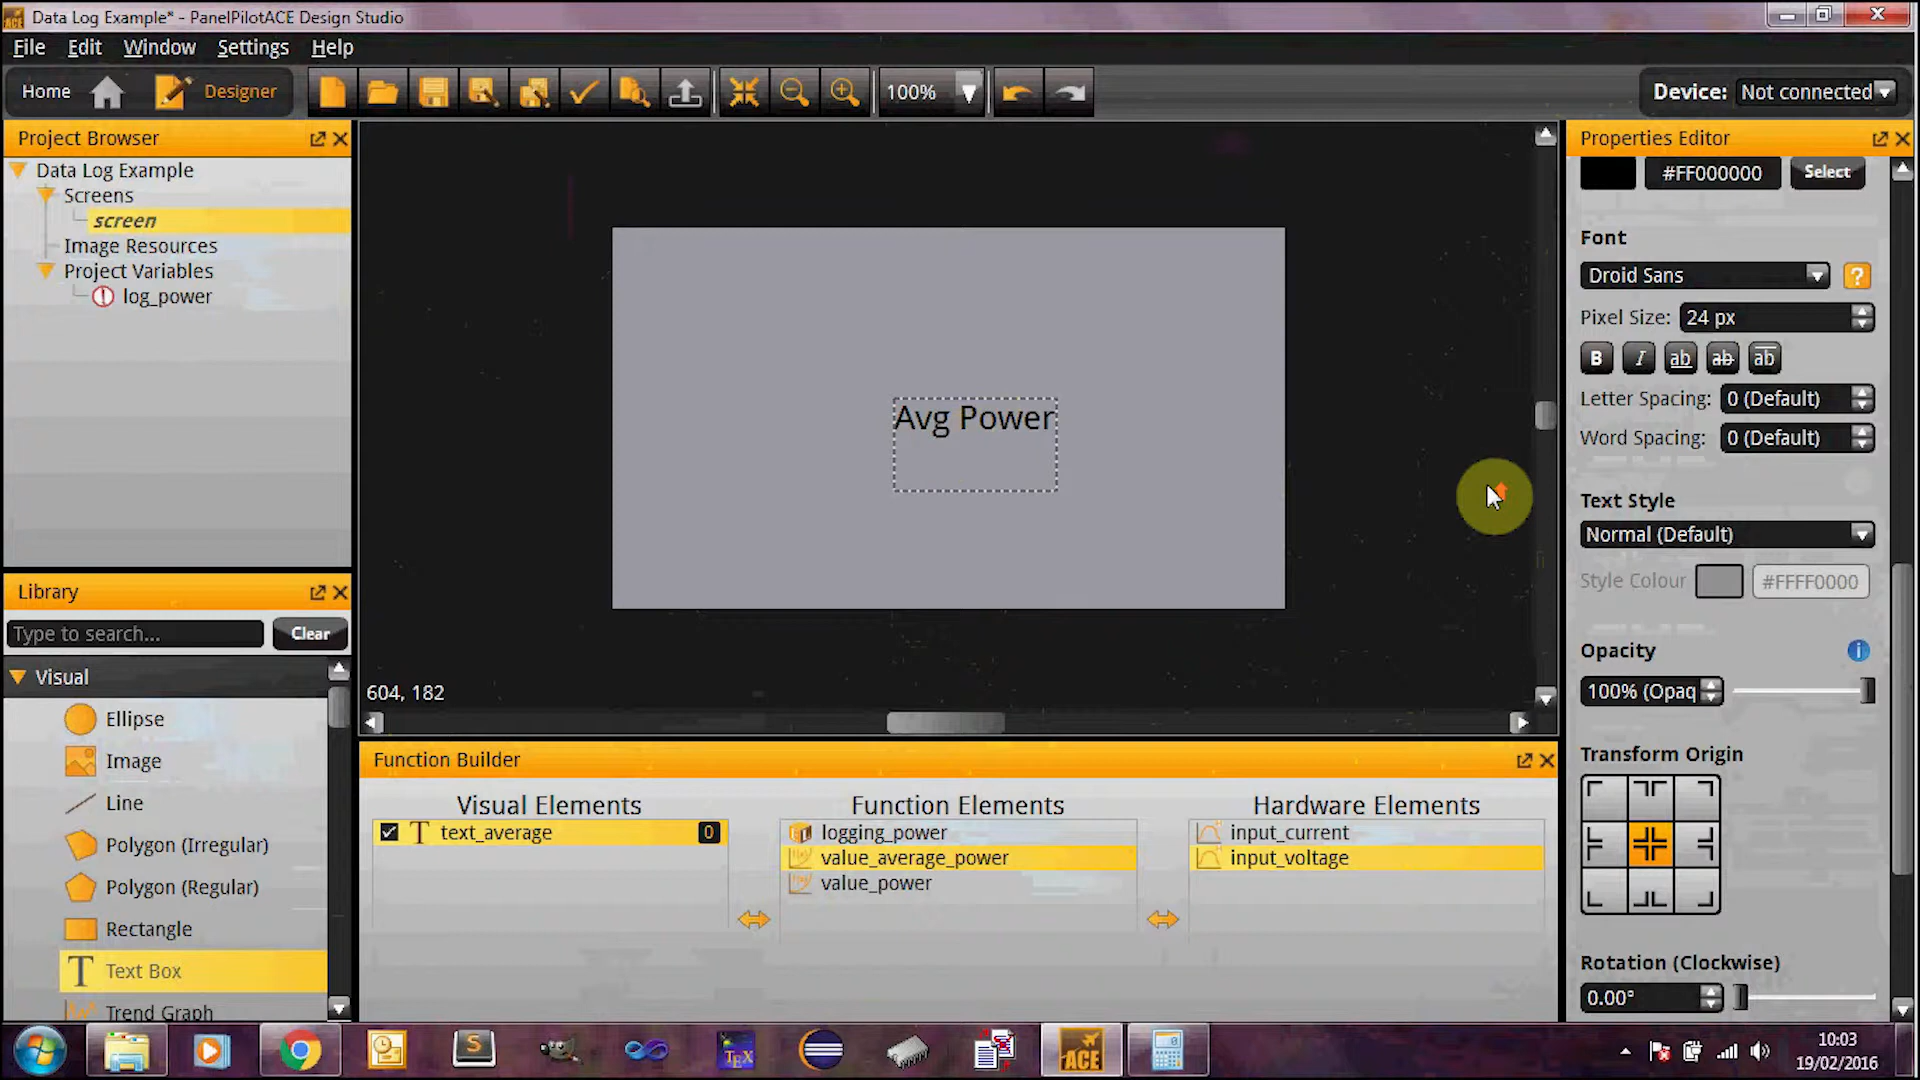 Data Log Example* - PanelPilotACE Design Studio
File Edit Window Settings Help
Home Designer 100% Device: Not connected
Project Browser
Data Log Example
Screens
screen
Image Resources
Project Variables
log_power
Library
Type to search... Clear
Visual
Ellipse
Image
Line
Polygon (Irregular)
Polygon (Regular)
Rectangle
Text Box
Trend Graph
Avg Power
604, 182
Function Builder
Visual Elements
text_average 0
Function Elements
logging_power
value_average_power
value_power
Hardware Elements
input_current
input_voltage
Properties Editor
#FF000000 Select
Font
Droid Sans ?
Pixel Size: 24 px
B I ab ab ab
Letter Spacing: 0 (Default)
Word Spacing: 0 (Default)
Text Style
Normal (Default)
Style Colour #FFFF0000
Opacity i
100% (Opaq
Transform Origin
Rotation (Clockwise)
0.00°
ACE
10:03
19/02/2016